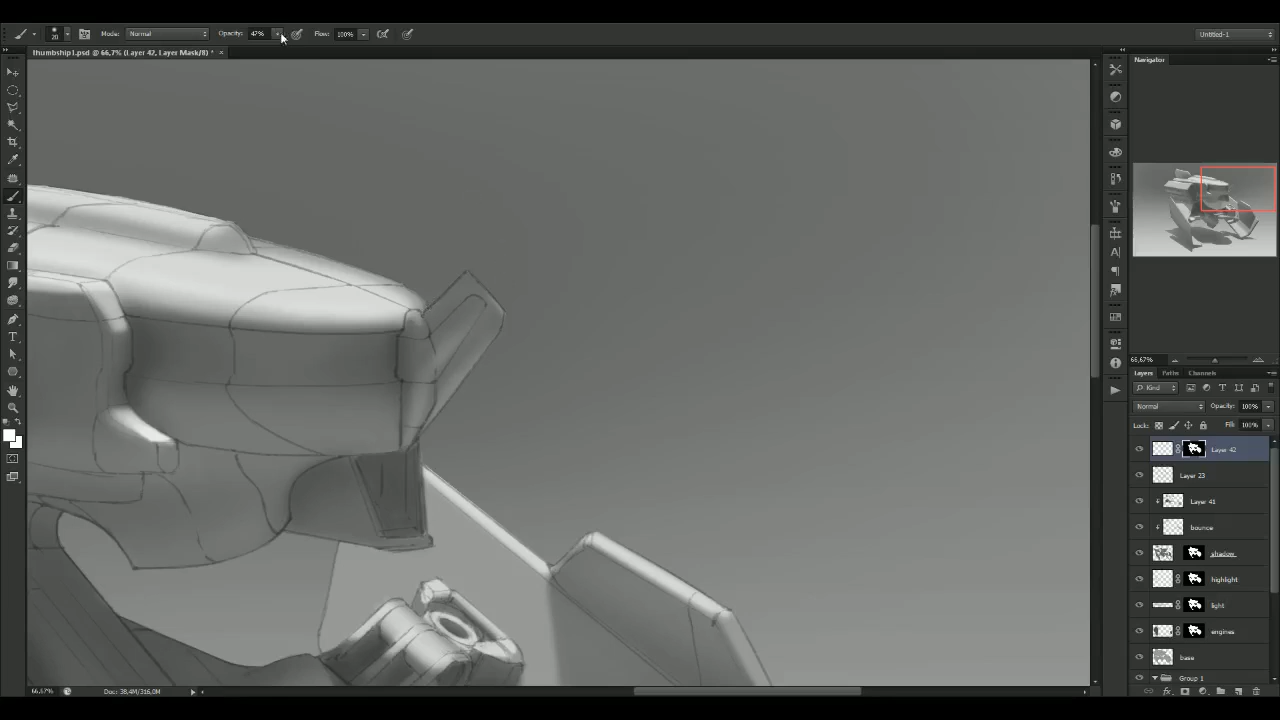 20 Mode: Normal Opacity: 47% Flow: 100% Untitled-1
thumbship1.psd @ 66,7% (Layer 42, Layer Mask/8) * ×
Navigator
66,67%
Layers Paths Channels
Kind
Normal Opacity: 100%
Lock: Fill: 100%
Layer 42
Layer 23
Layer 41
bounce
shadow
highlight
light
engines
base
Group 1
66,67% Doc: 38,4M/316,0M